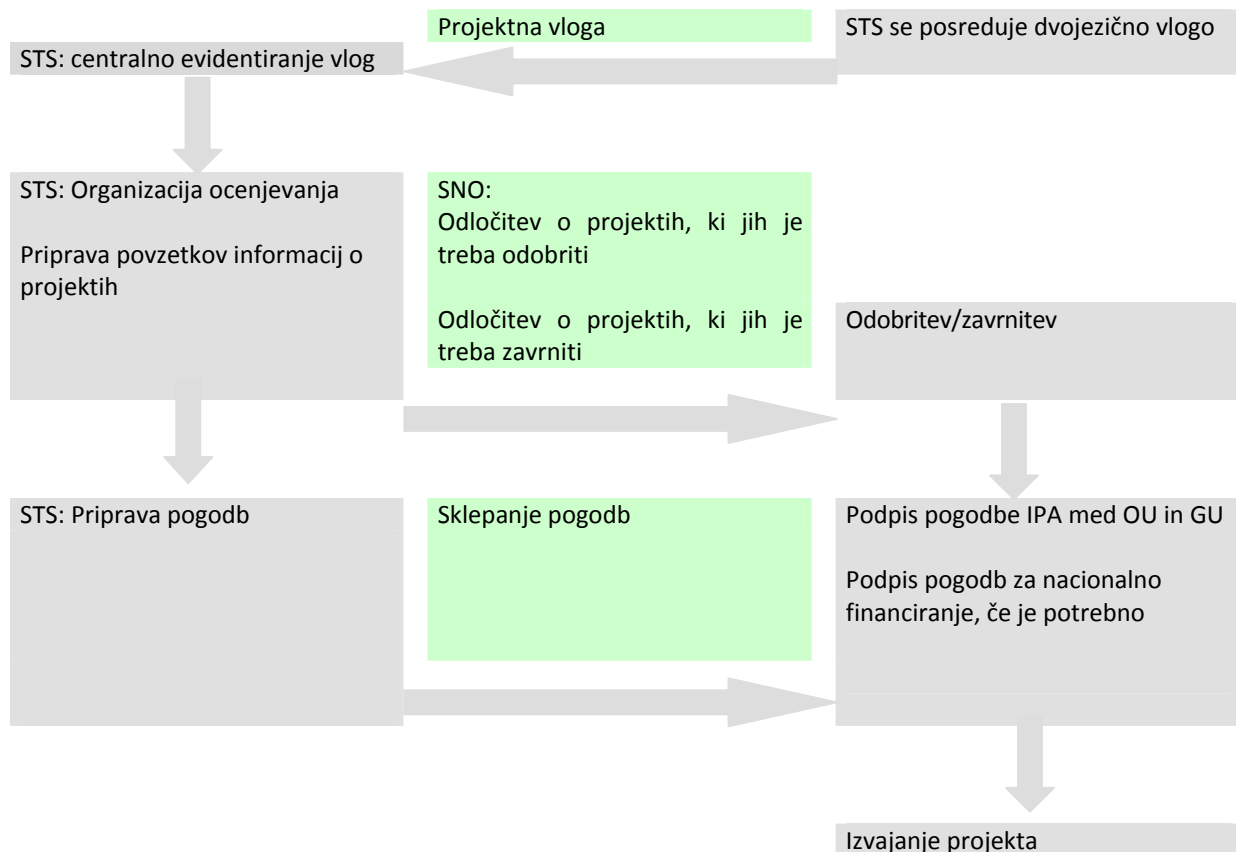 Projektna vloga
STS se posreduje dvojezično vlogo
STS: centralno evidentiranje vlog
STS: Organizacija ocenjevanja
Priprava povzetkov informacij o
projektih
SNO:
Odločitev o projektih, ki jih je
treba odobriti
Odločitev o projektih, ki jih je
treba zavrniti
Odobritev/zavrnitev
STS: Priprava pogodb
Sklepanje pogodb
Podpis pogodbe IPA med OU in GU
Podpis pogodb za nacionalno
financiranje, če je potrebno
Izvajanje projekta